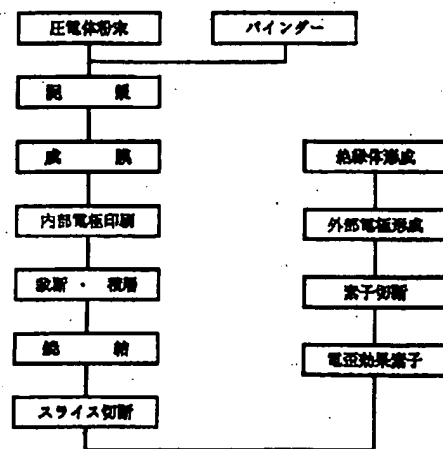 圧電体粉末
バインダー
成 膜
内部電極印刷
裁断・積層
焼 結
スライス切断
絶縁体形成
外部電極形成
素子切断
電歪効果素子